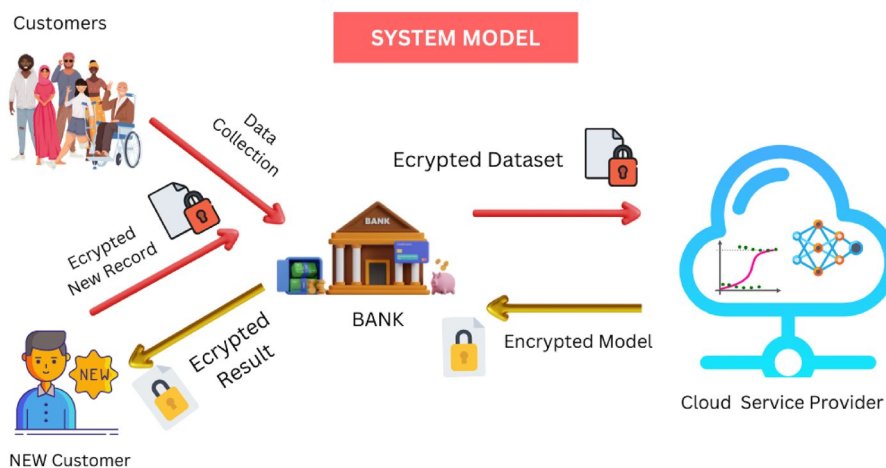 Customers
SYSTEM MODEL
Data
Collection
Ecrypted Dataset
Ecrypted
New Record
BANK
BANK
Ecrypted
Result
Encrypted Model
NEW
Cloud Service Provider
NEW Customer